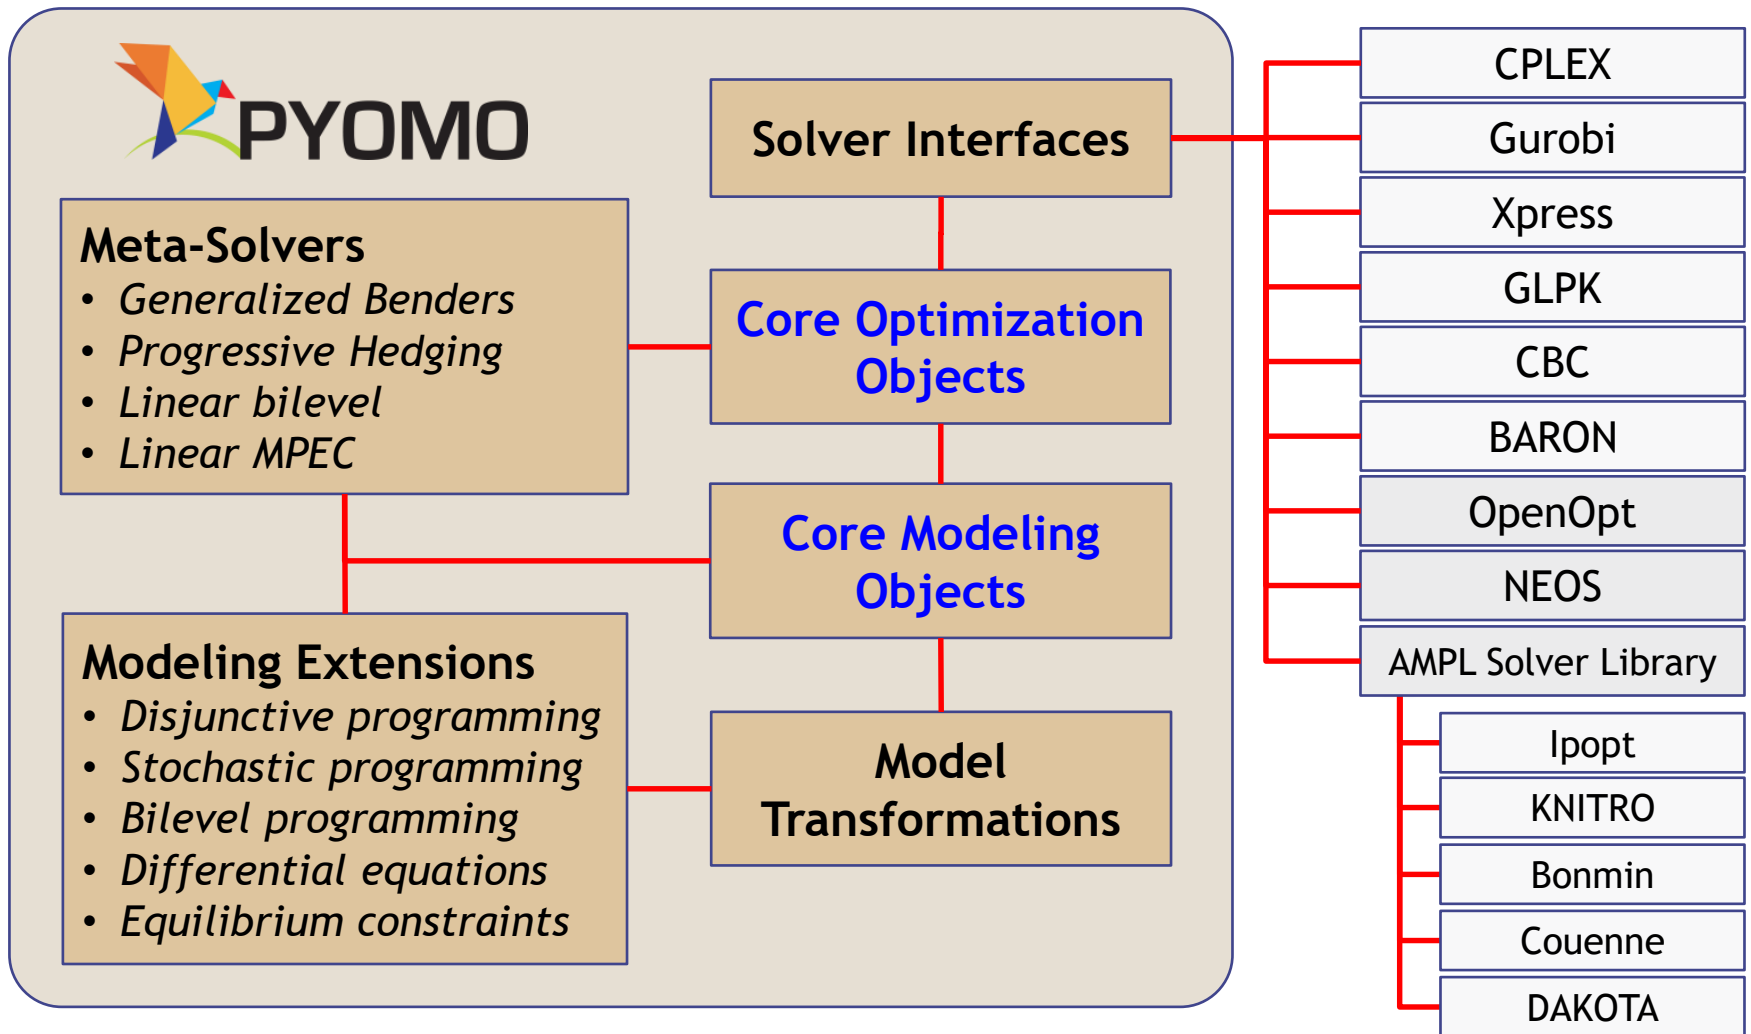 PYOMO
Solver Interfaces
Meta-Solvers
• Generalized Benders
• Progressive Hedging
• Linear bilevel
• Linear MPEC
Core Optimization
Objects
Core Modeling
Objects
Modeling Extensions
• Disjunctive programming
• Stochastic programming
• Bilevel programming
• Differential equations
• Equilibrium constraints
Model
Transformations
CPLEX
Gurobi
Xpress
GLPK
CBC
BARON
OpenOpt
NEOS
AMPL Solver Library
Ipopt
KNITRO
Bonmin
Couenne
DAKOTA